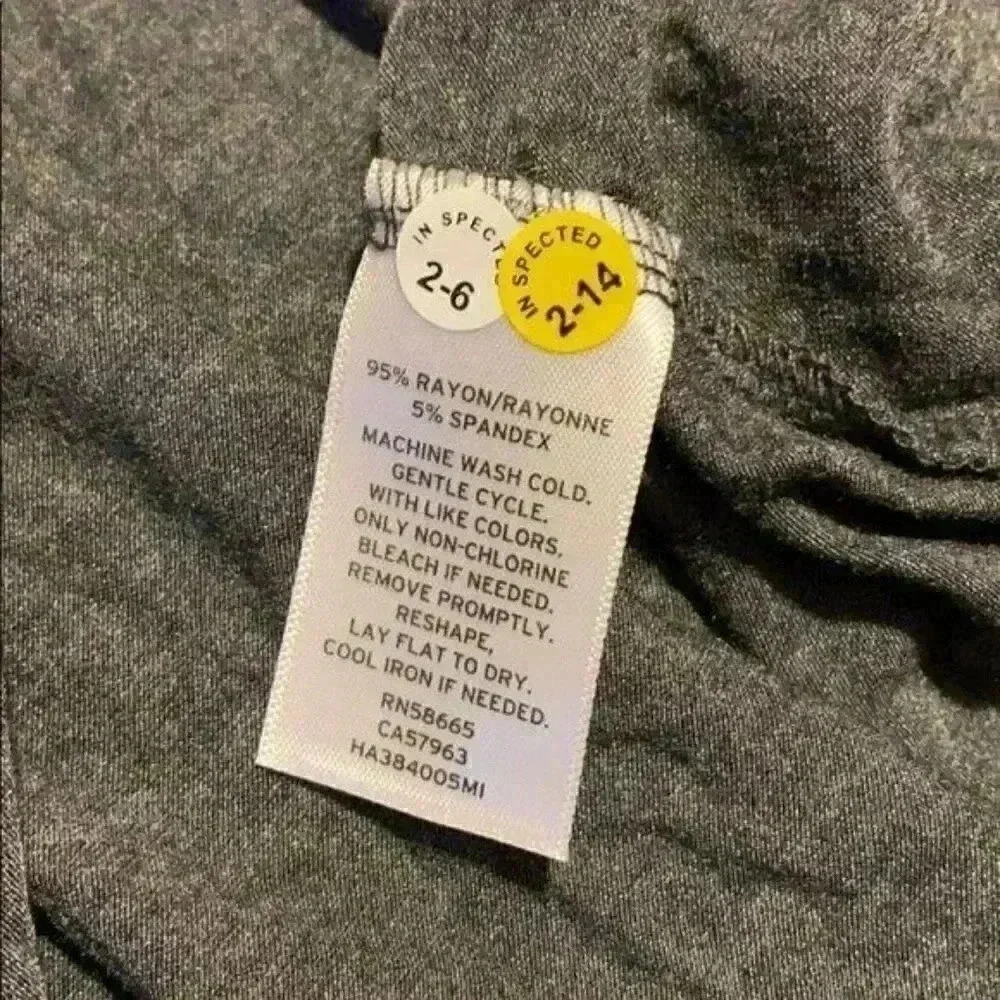 IN SPECTE
2-6
IN SPECTED
2-14
95% RAYON/RAYONNE
5% SPANDEX
MACHINE WASH COLD.
GENTLE CYCLE.
WITH LIKE COLORS.
ONLY NON-CHLORINE
BLEACH IF NEEDED.
REMOVE PROMPTLY.
RESHAPE,
LAY FLAT TO DRY.
COOL IRON IF NEEDED.
RN58665
CA57963
HA384005MI